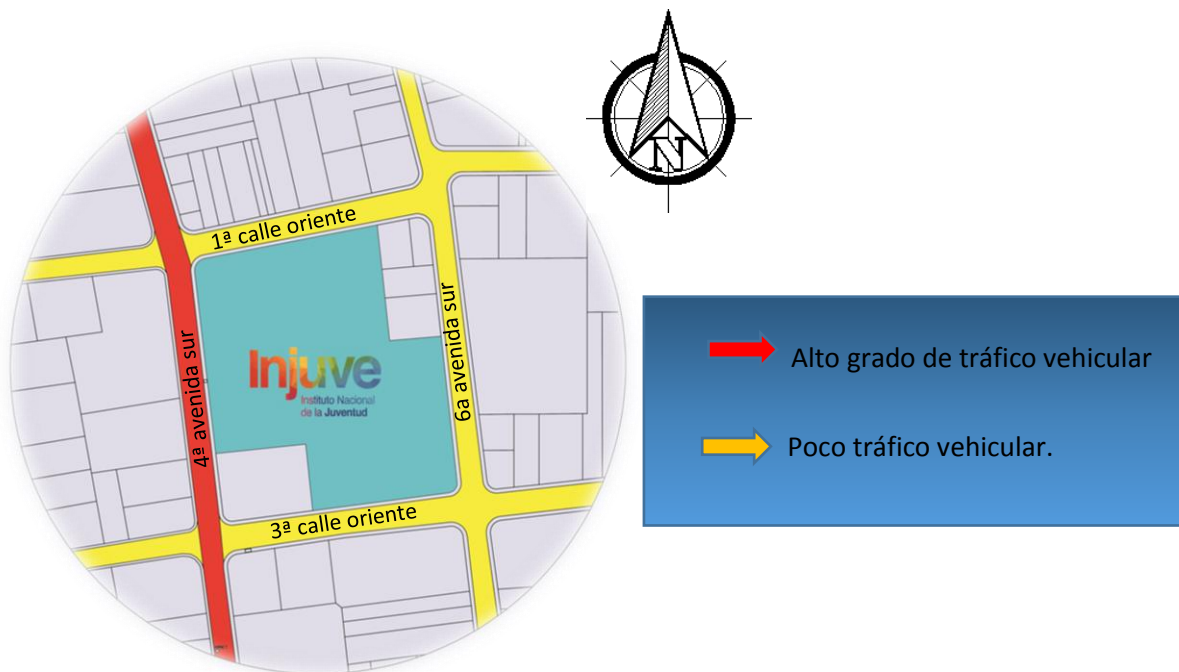 N
1ª calle oriente
4ª avenida sur
6a avenida sur
Injuve
Instituto Nacional
de la Juventud
3ª calle oriente
Alto grado de tráfico vehicular
Poco tráfico vehicular.